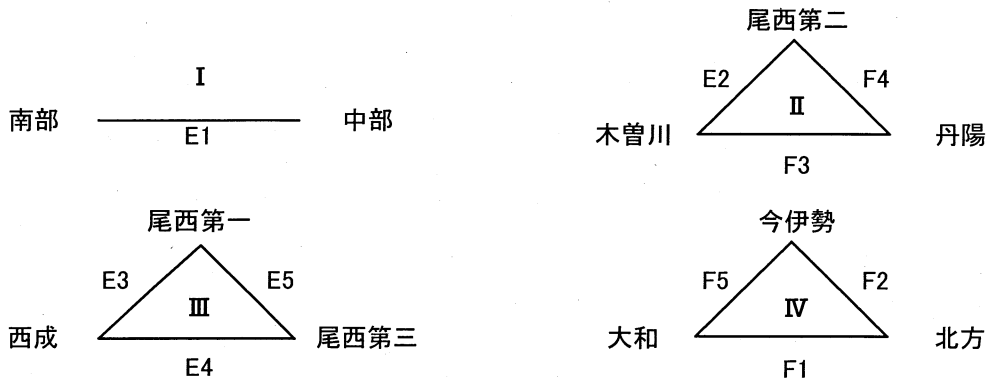 Ⅰ
南部
中部
E1
尾西第二
E2
F4
Ⅱ
木曽川
丹陽
F3
尾西第一
E3
E5
Ⅲ
西成
尾西第三
E4
今伊勢
F5
F2
Ⅳ
大和
北方
F1